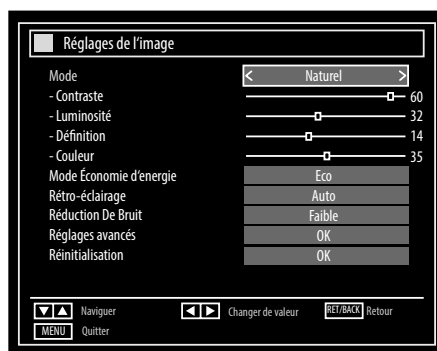 Réglages de l'image
Mode < Naturel >
- Contraste 60
- Luminosité 32
- Définition 14
- Couleur 35
Mode Économie d'energie Eco
Rétro-éclairage Auto
Réduction De Bruit Faible
Réglages avancés OK
Réinitialisation OK
Naviguer Changer de valeur RET/BACK Retour
MENU Quitter